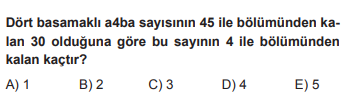 Dört basamaklı a4ba sayısının 45 ile bölümünden ka-
lan 30 olduğuna göre bu sayının 4 ile bölümünden
kalan kaçtır?
A) 1 B) 2 C) 3 D) 4 E) 5